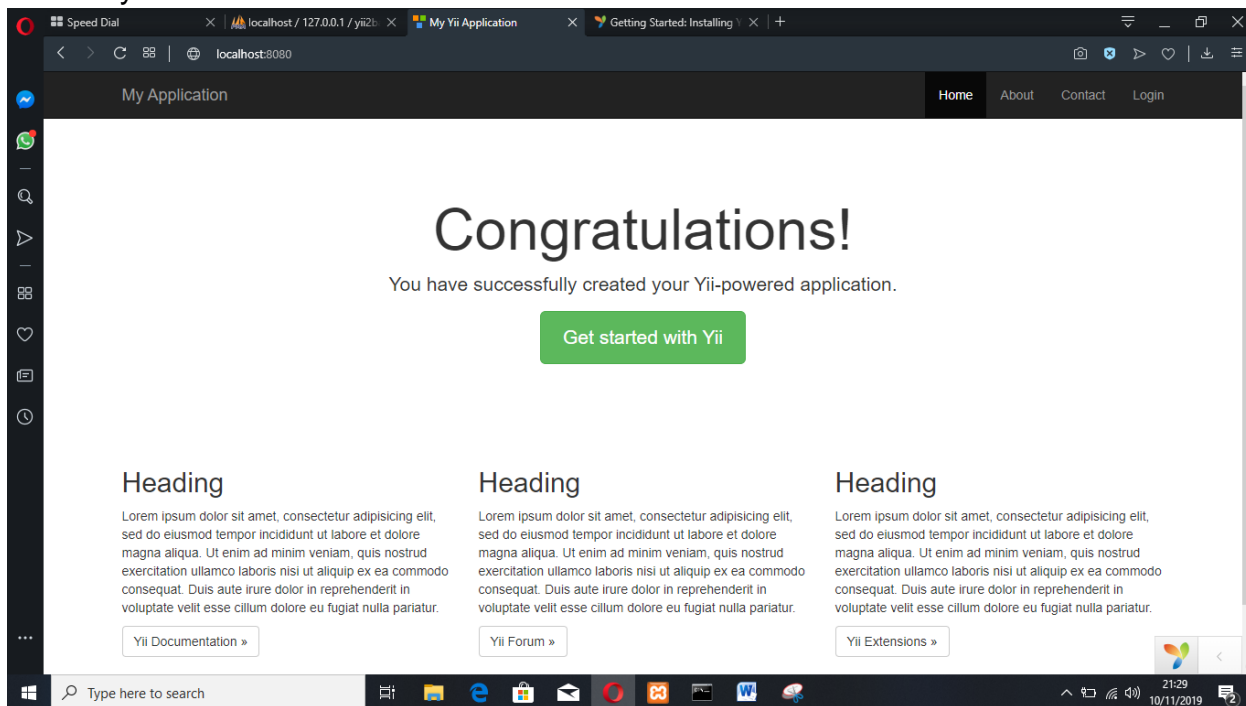 Speed Dial
localhost / 127.0.0.1 / yii2b
My Yii Application
Getting Started: Installing Y
localhost:8080
My Application
Home
About
Contact
Login
Congratulations!
You have successfully created your Yii-powered application.
Get started with Yii
Heading
Lorem ipsum dolor sit amet, consectetur adipisicing elit,
sed do eiusmod tempor incididunt ut labore et dolore
magna aliqua. Ut enim ad minim veniam, quis nostrud
exercitation ullamco laboris nisi ut aliquip ex ea commodo
consequat. Duis aute irure dolor in reprehenderit in
voluptate velit esse cillum dolore eu fugiat nulla pariatur.
Yii Documentation »
Heading
Lorem ipsum dolor sit amet, consectetur adipisicing elit,
sed do eiusmod tempor incididunt ut labore et dolore
magna aliqua. Ut enim ad minim veniam, quis nostrud
exercitation ullamco laboris nisi ut aliquip ex ea commodo
consequat. Duis aute irure dolor in reprehenderit in
voluptate velit esse cillum dolore eu fugiat nulla pariatur.
Yii Forum »
Heading
Lorem ipsum dolor sit amet, consectetur adipisicing elit,
sed do eiusmod tempor incididunt ut labore et dolore
magna aliqua. Ut enim ad minim veniam, quis nostrud
exercitation ullamco laboris nisi ut aliquip ex ea commodo
consequat. Duis aute irure dolor in reprehenderit in
voluptate velit esse cillum dolore eu fugiat nulla pariatur.
Yii Extensions »
Type here to search
21:29
10/11/2019
2